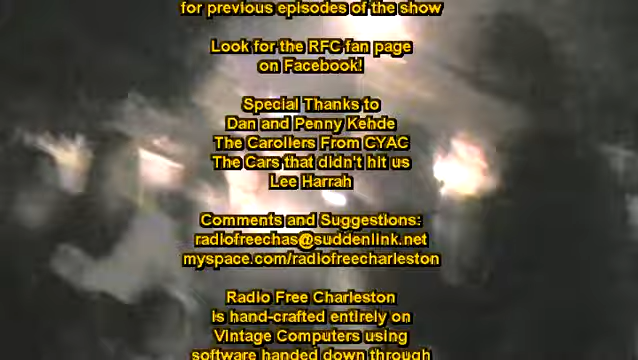 for previous episodes of the show
Look for the RFC fan page
on Facebook!
Special Thanks to
Dan and Penny Kehde
The Carollers From CYAC
The Cars that didn't hit us
Lee Harrah
Comments and Suggestions:
radiofreechas@suddenlink.net
myspace.com/radiofreecharleston
Radio Free Charleston
is hand-crafted entirely on
Vintage Computers using
software handed down through